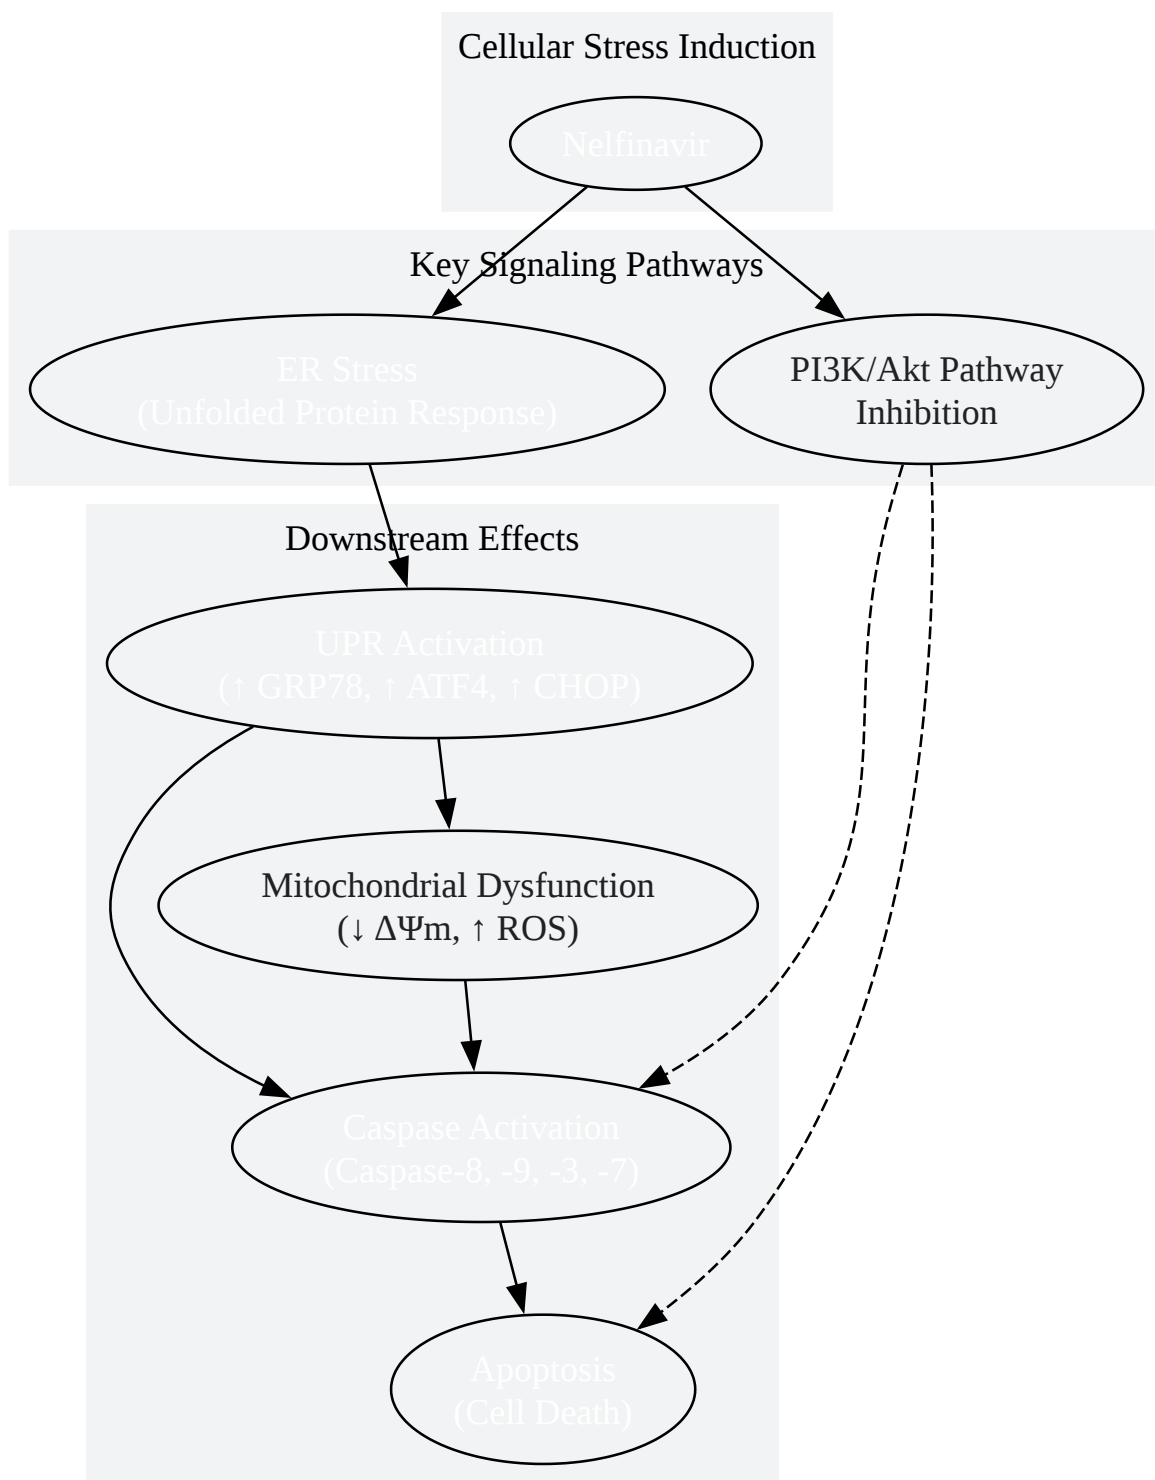 Cellular Stress Induction
Nelfinavir
Key Signaling Pathways
ER Stress
(Unfolded Protein Response)
PI3K/Akt Pathway
Inhibition
Downstream Effects
UPR Activation
(↑ GRP78, ↑ ATF4, ↑ CHOP)
Mitochondrial Dysfunction
(↓ ΔΨm, ↑ ROS)
Caspase Activation
(Caspase-8, -9, -3, -7)
Apoptosis
(Cell Death)